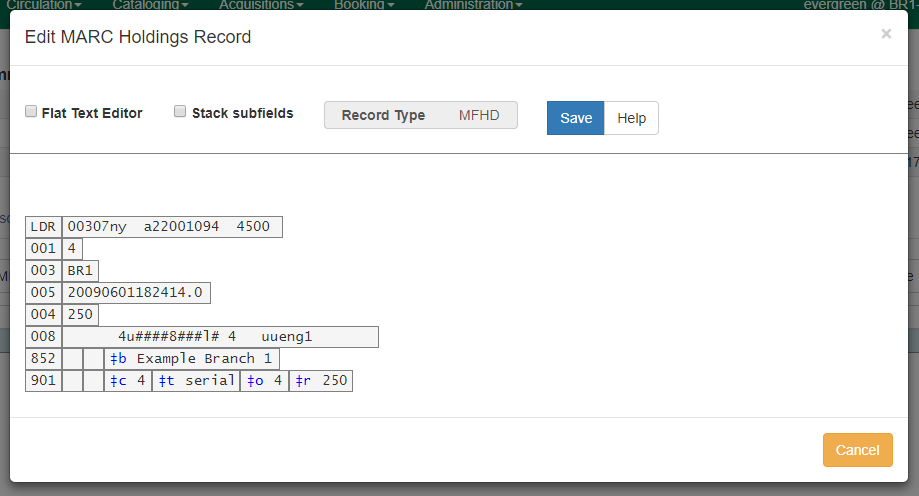 Circulation Cataloging Acquisitions Booking Administration evergreen @ BR1-
Edit MARC Holdings Record ×
Flat Text Editor Stack subfields Record Type MFHD Save Help
LDR 00307ny  a22001094  4500
001 4
003 BR1
005 20090601182414.0
004 250
008       4u####8###l# 4   uueng1
852 ‡b Example Branch 1
901 ‡c 4 ‡t serial ‡o 4 ‡r 250
Cancel